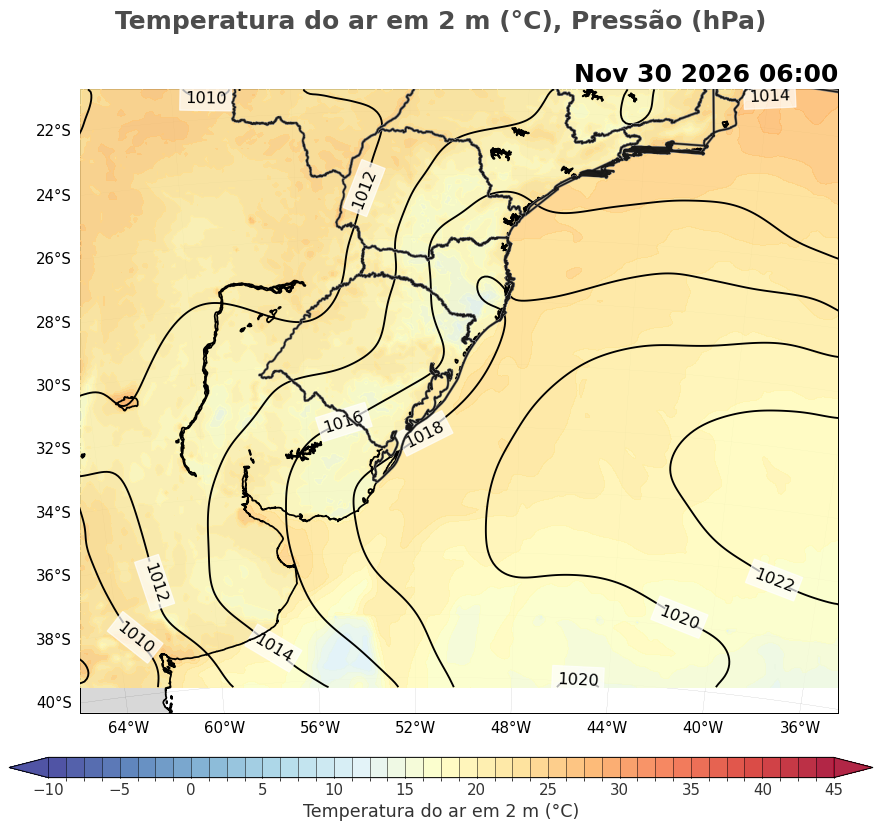 Temperatura do ar em 2 m (°C), Pressão (hPa)
Nov 30 2026 06:00
1010
1014
1012
1016
1018
1012
1010
1014
1022
1020
1020
22°S
24°S
26°S
28°S
30°S
32°S
34°S
36°S
38°S
40°S
64°W 60°W 56°W 52°W 48°W 44°W 40°W 36°W
−10 −5 0 5 10 15 20 25 30 35 40 45
Temperatura do ar em 2 m (°C)